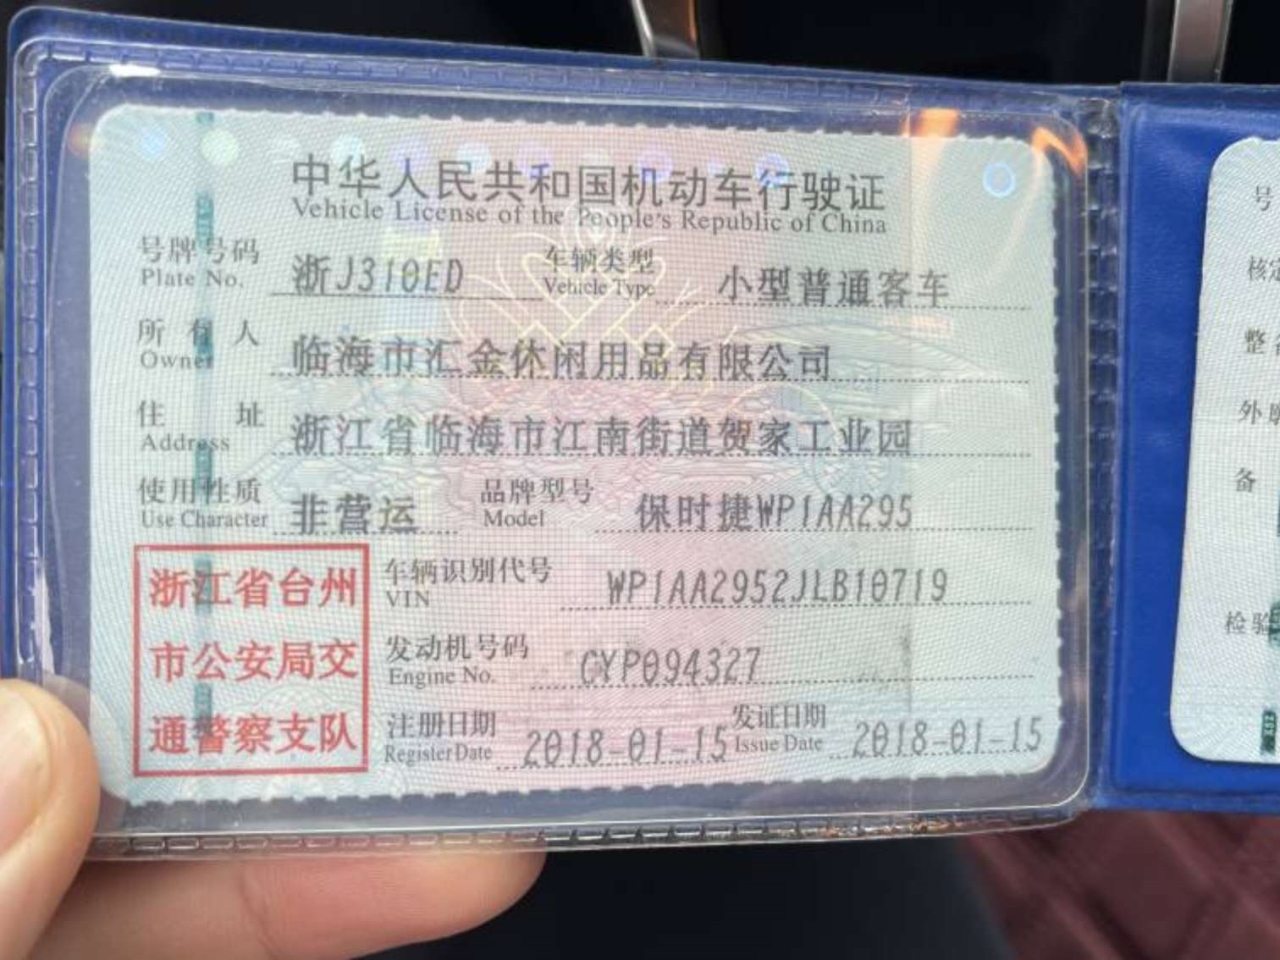 中华人民共和国机动车行驶证
Vehicle License of the People's Republic of China
号牌号码 浙J310ED 车辆类型 小型普通客车
Plate No. Vehicle Type
所有人 临海市汇金休闲用品有限公司
Owner
住址 浙江省临海市江南街道贺家工业园
Address
使用性质 非营运 品牌型号 保时捷WP1AA295
Use Character Model
浙江省台州
市公安局交
通警察支队
车辆识别代号 WP1AA2952JLB10719
VIN
发动机号码 CYP094327
Engine No.
注册日期 2018-01-15 发证日期 2018-01-15
Register Date Issue Date
号
核定
整
外
备
检验